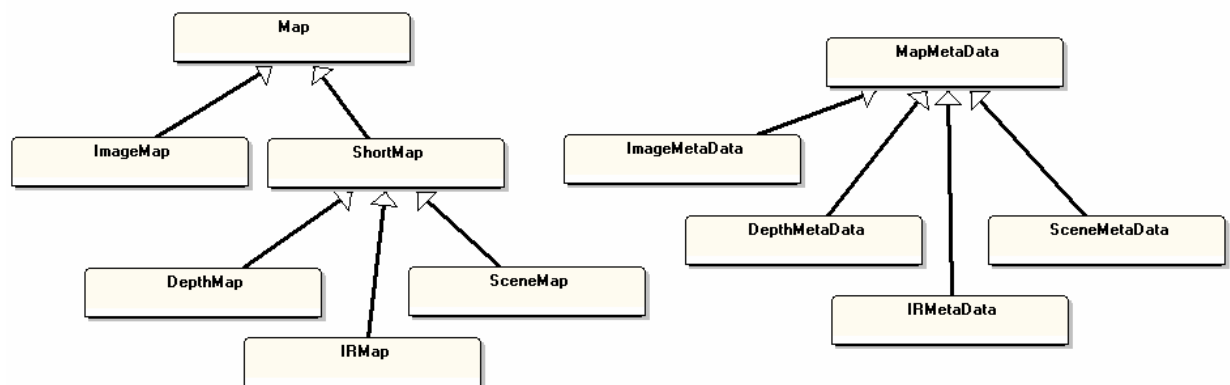 Map
MapMetaData
ImageMap
ShortMap
ImageMetaData
DepthMetaData
SceneMetaData
DepthMap
SceneMap
IRMetaData
IRMap